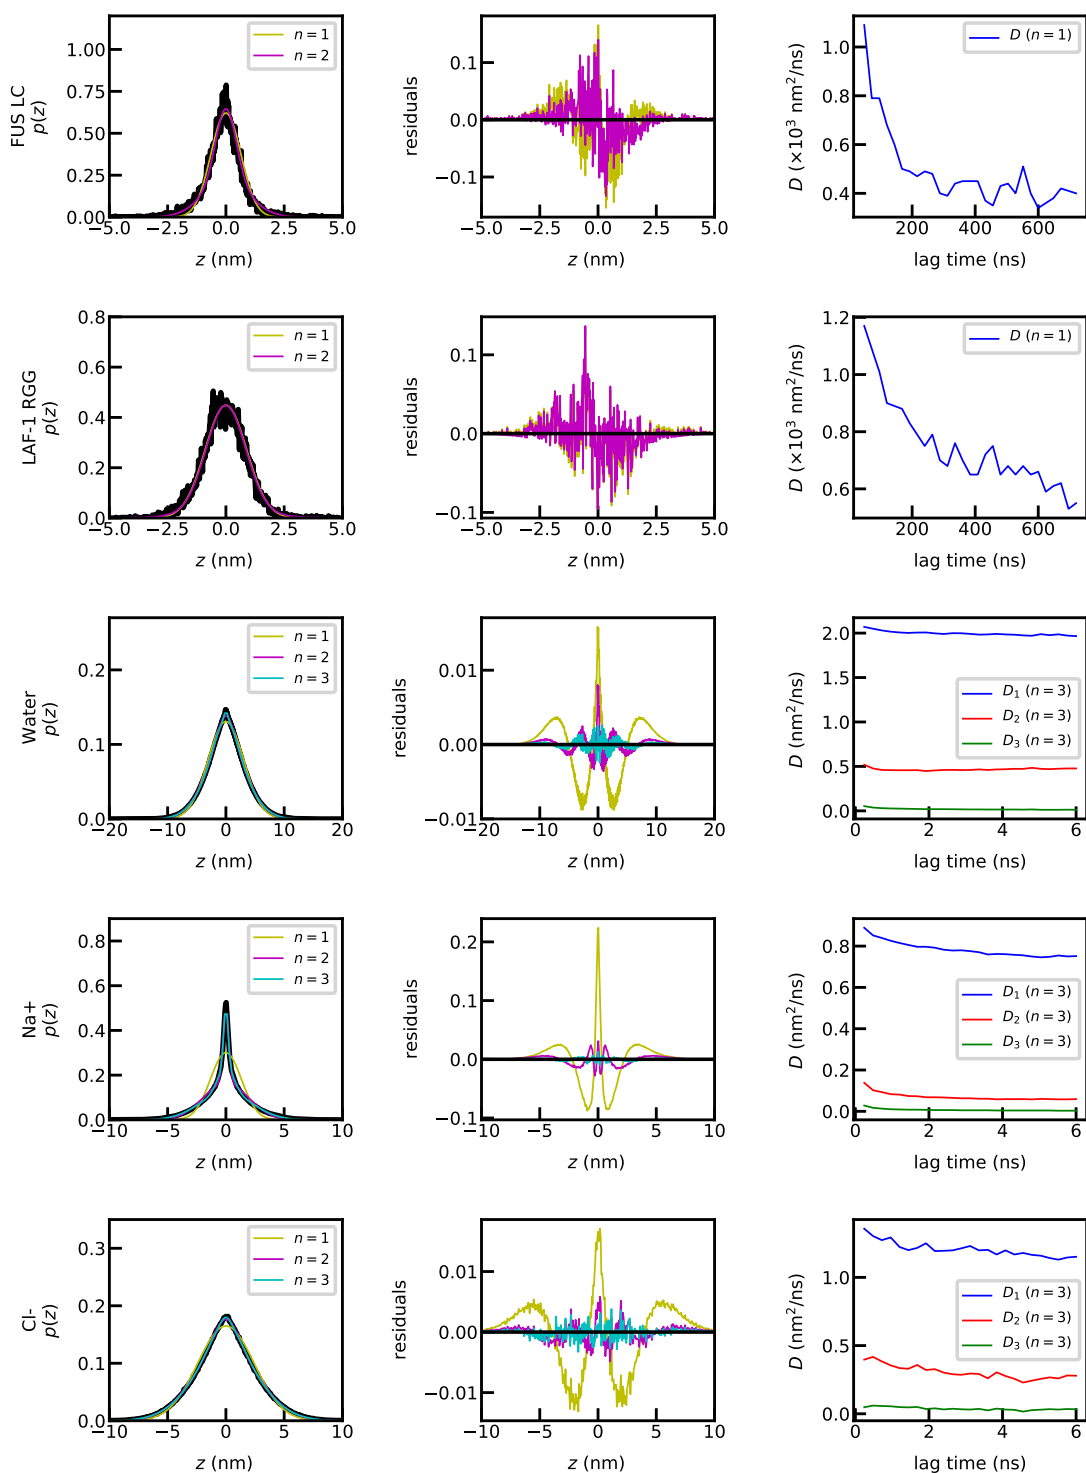 FUS LC
p(z)
1.00
0.75
0.50
0.25
0.00
−5.0 −2.5 0.0 2.5 5.0
z (nm)
n = 1
n = 2
residuals
0.1
0.0
−0.1
−5.0 −2.5 0.0 2.5 5.0
z (nm)
D (×10³ nm²/ns)
1.0
0.8
0.6
0.4
200 400 600
lag time (ns)
D (n = 1)
LAF-1 RGG
p(z)
0.8
0.6
0.4
0.2
0.0
−5.0 −2.5 0.0 2.5 5.0
z (nm)
n = 1
n = 2
residuals
0.1
0.0
−0.1
−5.0 −2.5 0.0 2.5 5.0
z (nm)
D (×10³ nm²/ns)
1.2
1.0
0.8
0.6
200 400 600
lag time (ns)
D (n = 1)
Water
p(z)
0.2
0.1
0.0
−20 −10 0 10 20
z (nm)
n = 1
n = 2
n = 3
residuals
0.01
0.00
−0.01
−20 −10 0 10 20
z (nm)
D (nm²/ns)
2.0
1.5
1.0
0.5
0.0
0 2 4 6
lag time (ns)
D₁ (n = 3)
D₂ (n = 3)
D₃ (n = 3)
Na+
p(z)
0.8
0.6
0.4
0.2
0.0
−10 −5 0 5 10
z (nm)
n = 1
n = 2
n = 3
residuals
0.2
0.1
0.0
−0.1
−10 −5 0 5 10
z (nm)
D (nm²/ns)
0.8
0.6
0.4
0.2
0.0
0 2 4 6
lag time (ns)
D₁ (n = 3)
D₂ (n = 3)
D₃ (n = 3)
Cl-
p(z)
0.3
0.2
0.1
0.0
−10 −5 0 5 10
z (nm)
n = 1
n = 2
n = 3
residuals
0.01
0.00
−0.01
−10 −5 0 5 10
z (nm)
D (nm²/ns)
1.0
0.5
0.0
0 2 4 6
lag time (ns)
D₁ (n = 3)
D₂ (n = 3)
D₃ (n = 3)